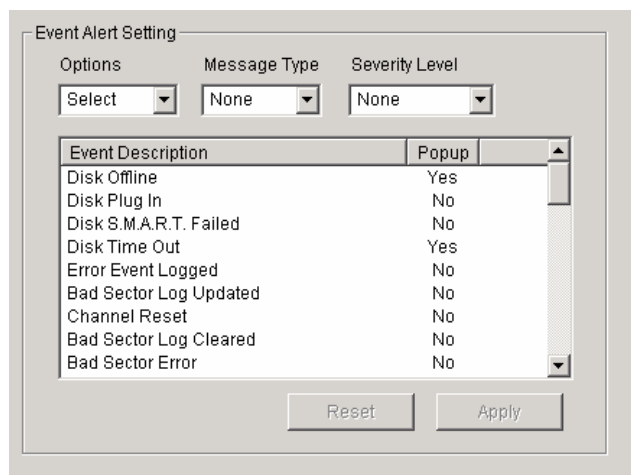 Event Alert Setting
Options Message Type Severity Level
Select None None
Event Description Popup
Disk Offline Yes
Disk Plug In No
Disk S.M.A.R.T. Failed No
Disk Time Out Yes
Error Event Logged No
Bad Sector Log Updated No
Channel Reset No
Bad Sector Log Cleared No
Bad Sector Error No
Reset Apply